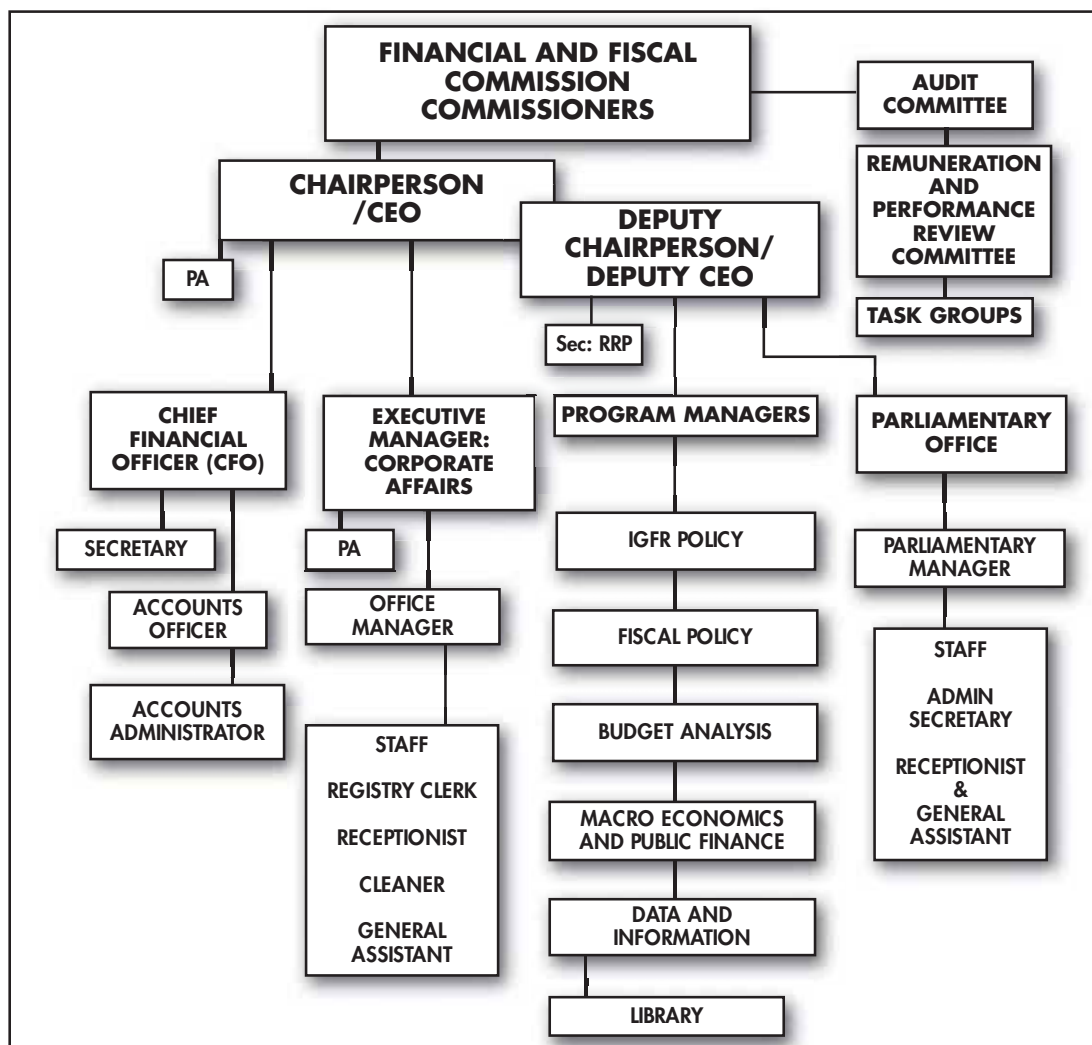 FINANCIAL AND FISCAL
COMMISSION
COMMISSIONERS
AUDIT
COMMITTEE
REMUNERATION
AND
PERFORMANCE
REVIEW
COMMITTEE
TASK GROUPS
CHAIRPERSON
/CEO
PA
DEPUTY
CHAIRPERSON/
DEPUTY CEO
Sec: RRP
CHIEF
FINANCIAL
OFFICER (CFO)
SECRETARY
ACCOUNTS
OFFICER
ACCOUNTS
ADMINISTRATOR
EXECUTIVE
MANAGER:
CORPORATE
AFFAIRS
PA
OFFICE
MANAGER
STAFF
REGISTRY CLERK
RECEPTIONIST
CLEANER
GENERAL
ASSISTANT
PROGRAM MANAGERS
IGFR POLICY
FISCAL POLICY
BUDGET ANALYSIS
MACRO ECONOMICS
AND PUBLIC FINANCE
DATA AND
INFORMATION
LIBRARY
PARLIAMENTARY
OFFICE
PARLIAMENTARY
MANAGER
STAFF
ADMIN
SECRETARY
RECEPTIONIST
&
GENERAL
ASSISTANT